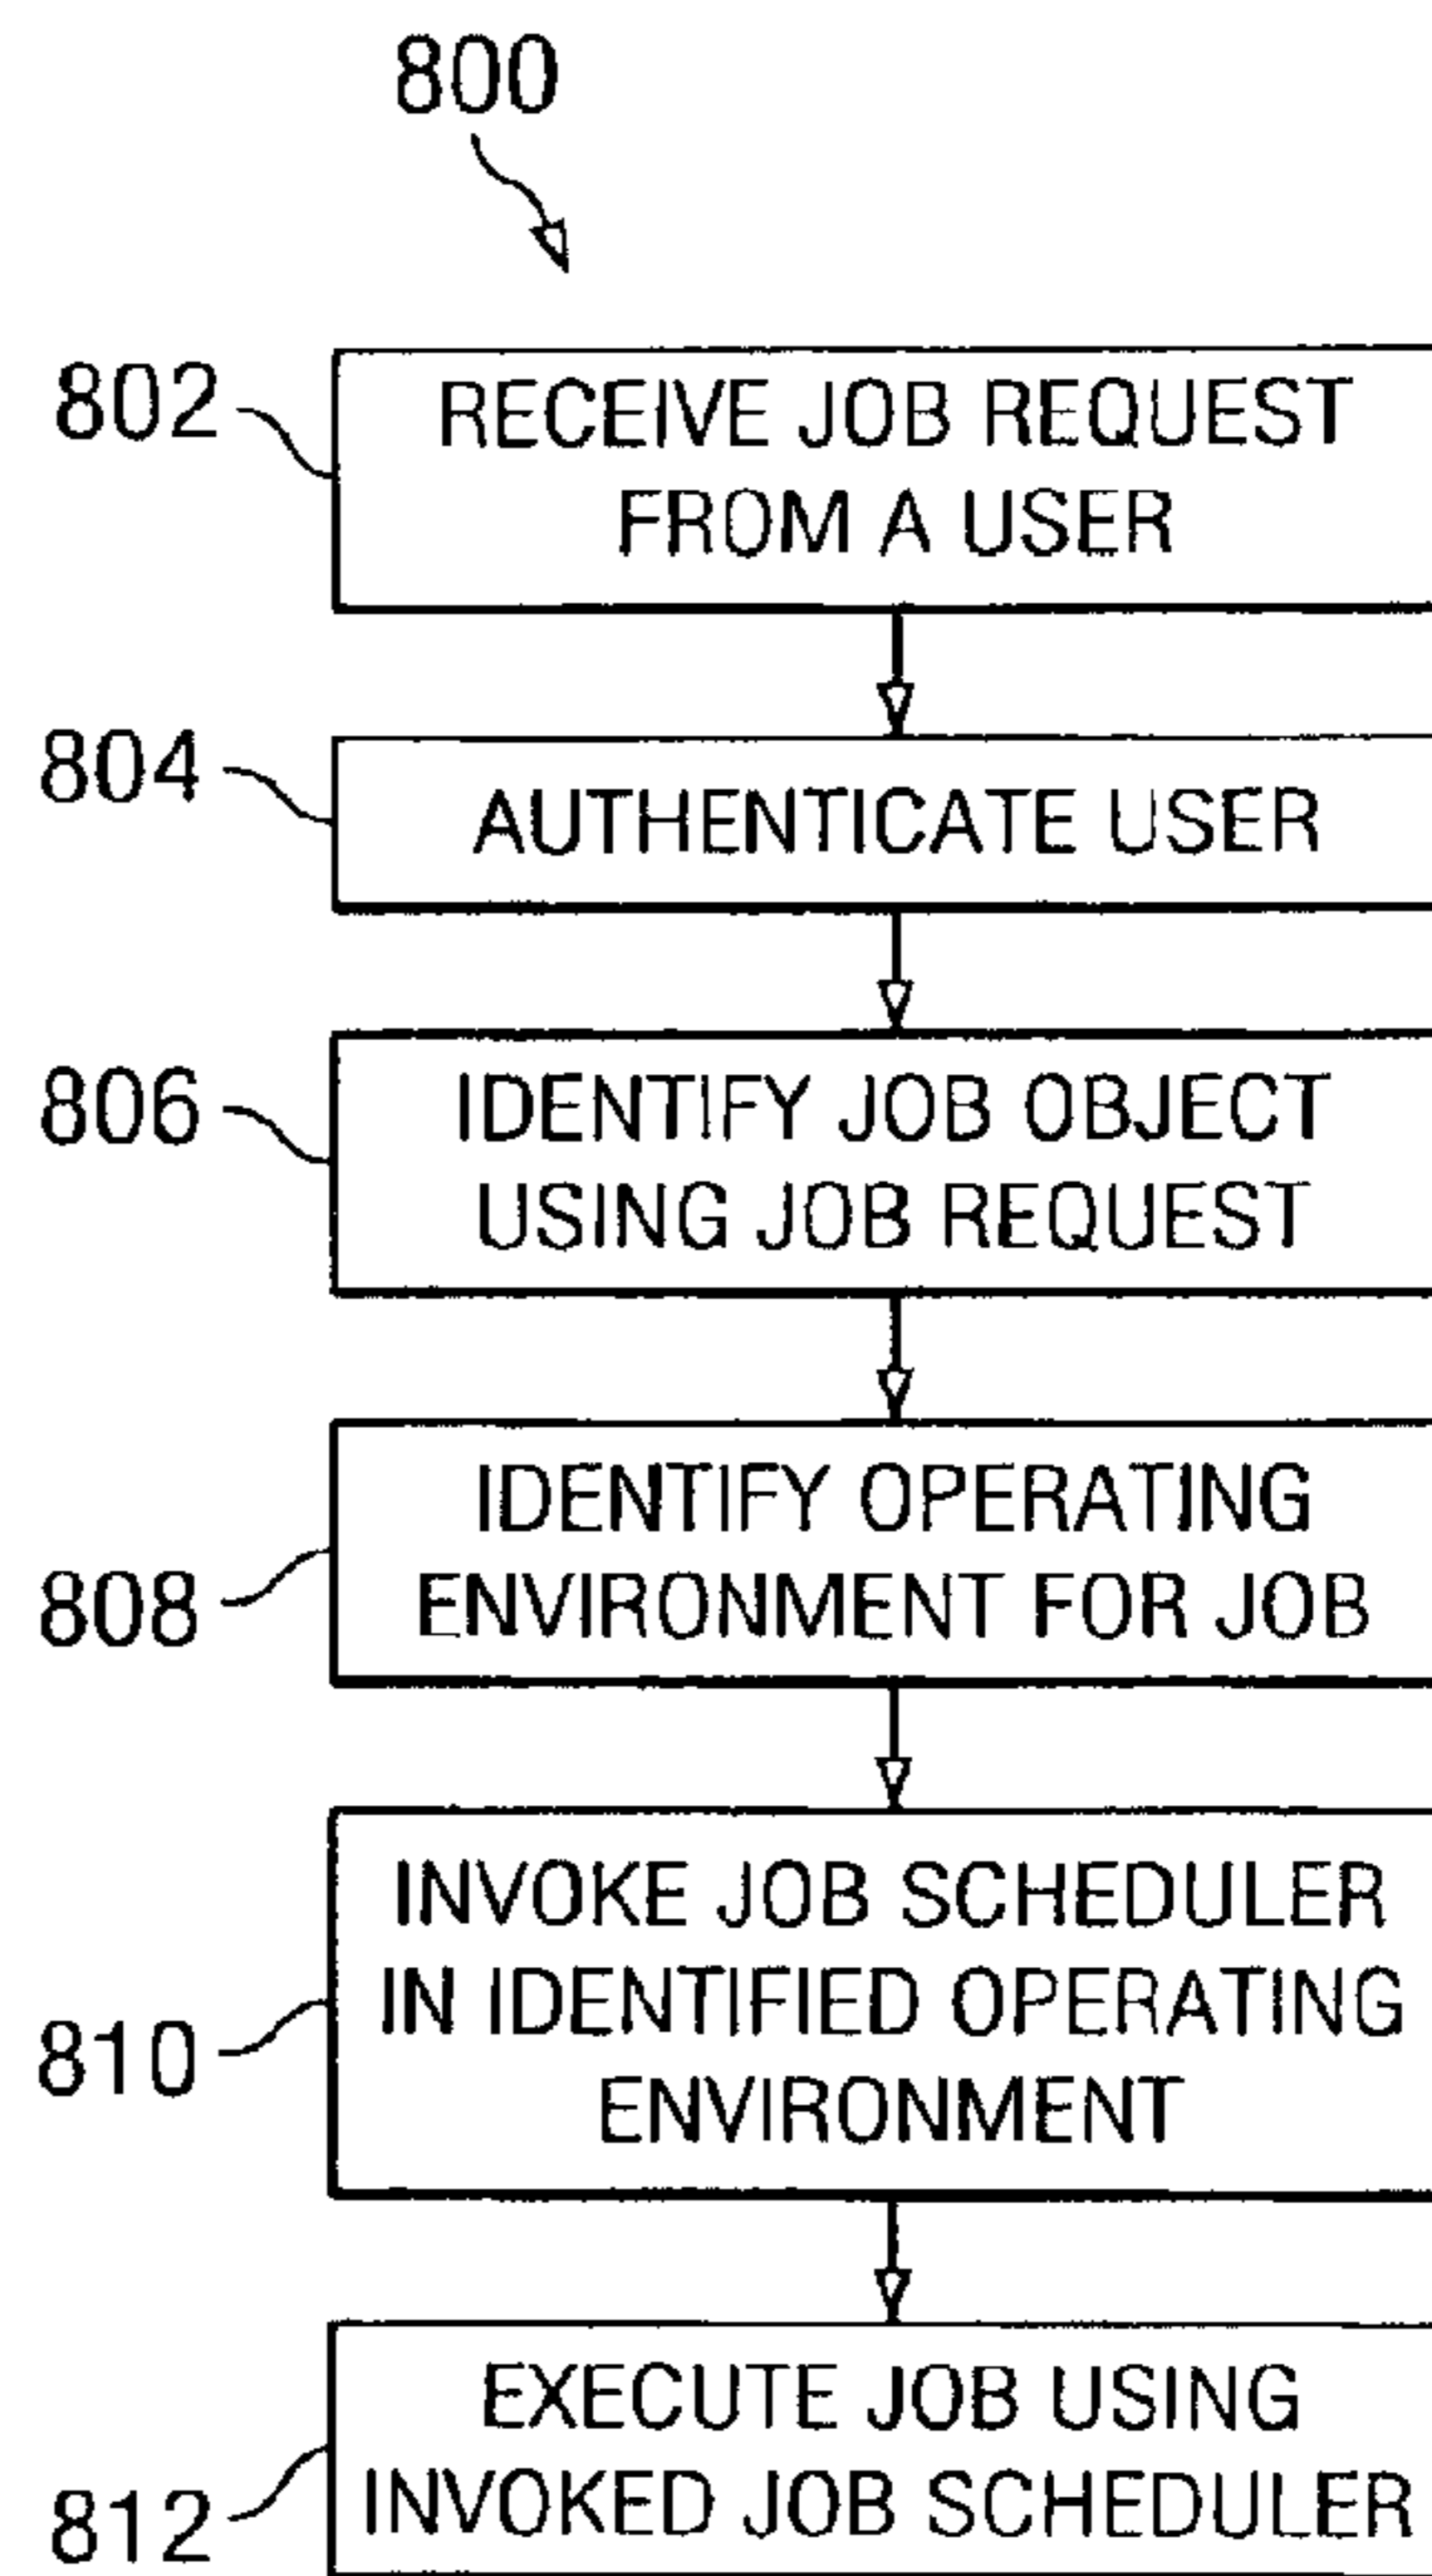 800
802
RECEIVE JOB REQUEST
FROM A USER
804
AUTHENTICATE USER
806
IDENTIFY JOB OBJECT
USING JOB REQUEST
IDENTIFY OPERATING
ENVIRONMENT FOR JOB
808
INVOKE JOB SCHEDULER
IN IDENTIFIED OPERATING
ENVIRONMENT
810
EXECUTE JOB USING
INVOKED JOB SCHEDULER
812